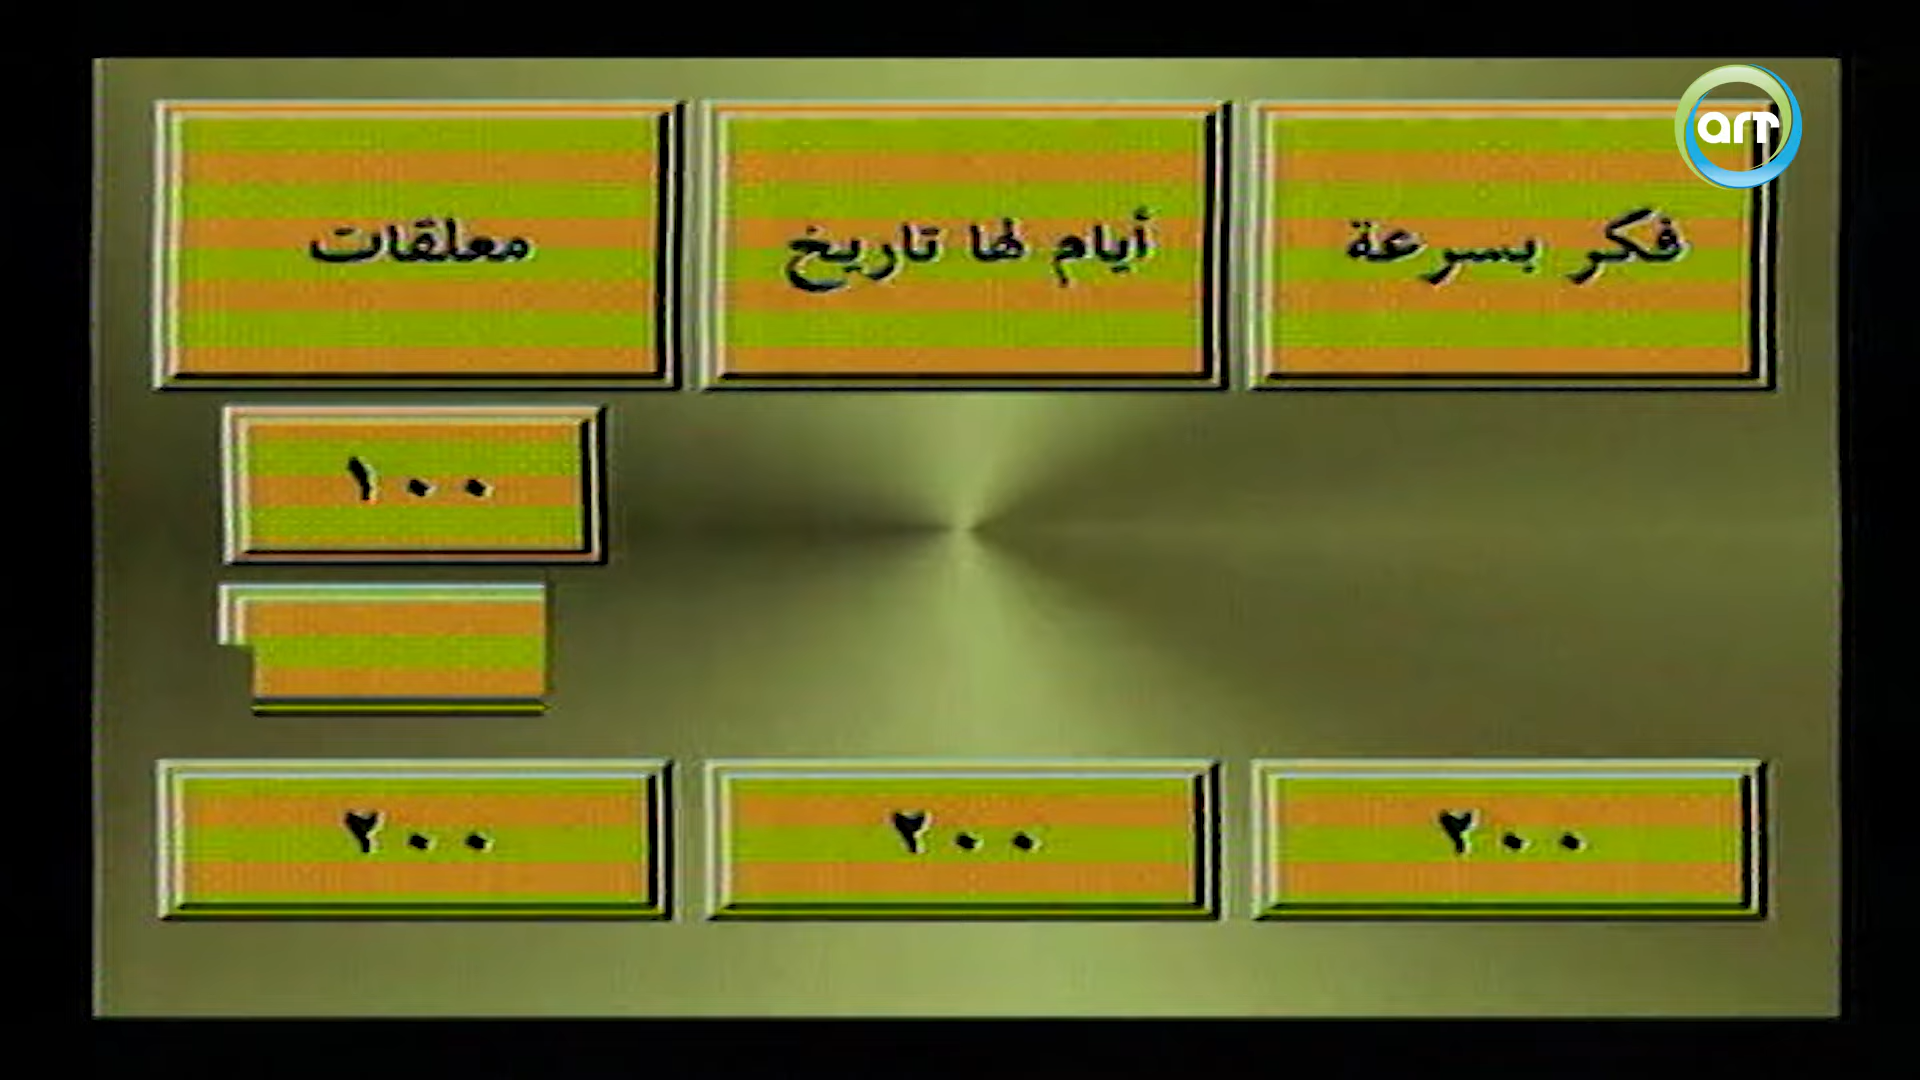 art
فكر بسرعة
أيام لها تاريخ
معلقات
١٠٠
٢٠٠
٢٠٠
٢٠٠